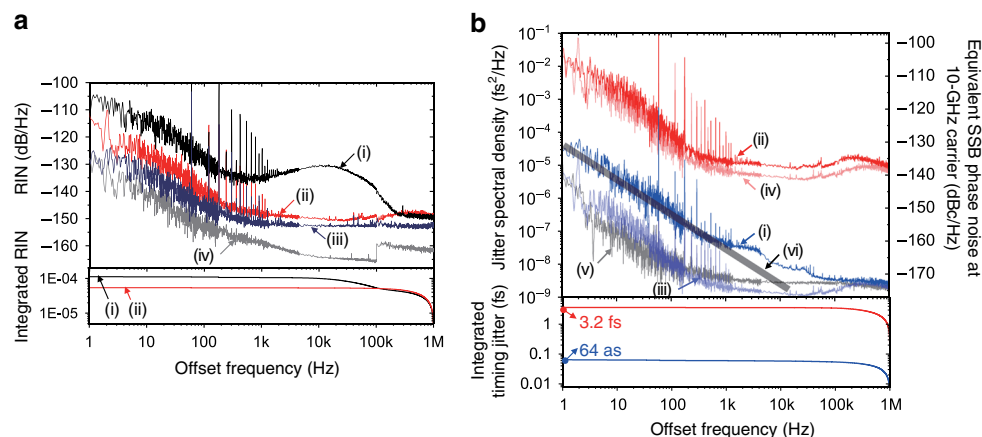 a
RIN (dB/Hz)
−100
−110
−120
−130
−140
−150
−160
(i)
(ii)
(iii)
(iv)
Integrated RIN
1E-04
1E-05
(i)
(ii)
1
10
100
1k
10k
100k
1M
Offset frequency (Hz)
b
Jitter spectral density (fs²/Hz)
10⁻¹
10⁻²
10⁻³
10⁻⁴
10⁻⁵
10⁻⁶
10⁻⁷
10⁻⁸
10⁻⁹
(ii)
(iv)
(i)
(vi)
(v)
(iii)
−100
−110
−120
−130
−140
−150
−160
−170
Equivalent SSB phase noise at
10-GHz carrier (dBc/Hz)
Integrated
timing jitter (fs)
1
0.1
0.01
3.2 fs
64 as
1
10
100
1k
10k
100k
1M
Offset frequency (Hz)